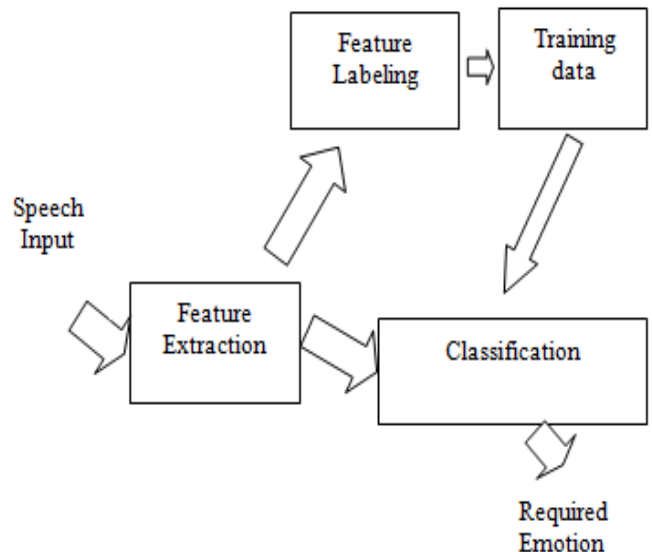 Feature
Labeling
Training
data
Speech
Input
Feature
Extraction
Classification
Required
Emotion